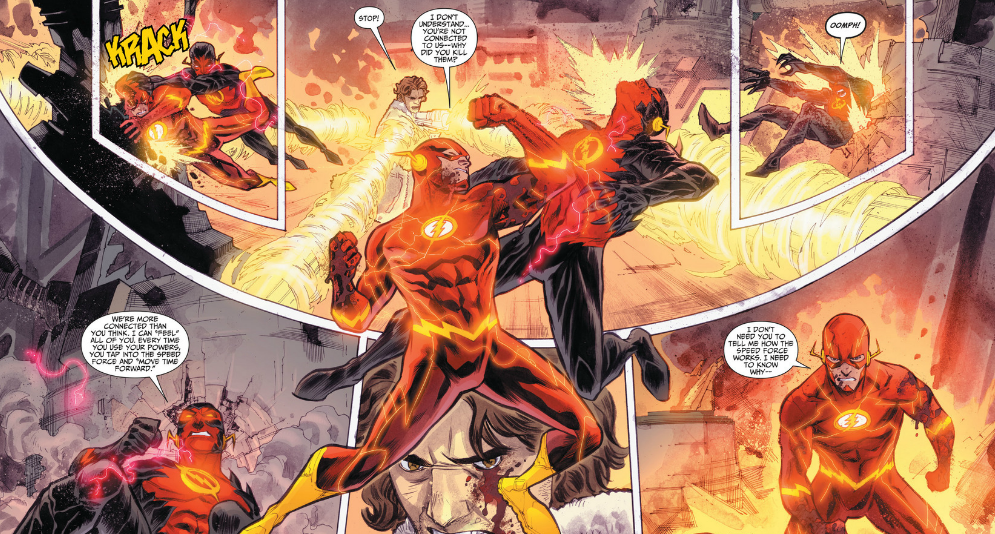 KRACK
STOP!
I DON'T
UNDERSTAND...
YOU'RE NOT
CONNECTED
TO US--WHY
DID YOU KILL
THEM?
OOMPH!
WE'RE MORE
CONNECTED THAN
YOU THINK. I CAN "FEEL"
ALL OF YOU. EVERY TIME
YOU USE YOUR POWERS,
YOU TAP INTO THE SPEED
FORCE AND "MOVE TIME
FORWARD."
I DON'T
NEED YOU TO
TELL ME HOW THE
SPEED FORCE
WORKS. I NEED
TO KNOW
WHY--